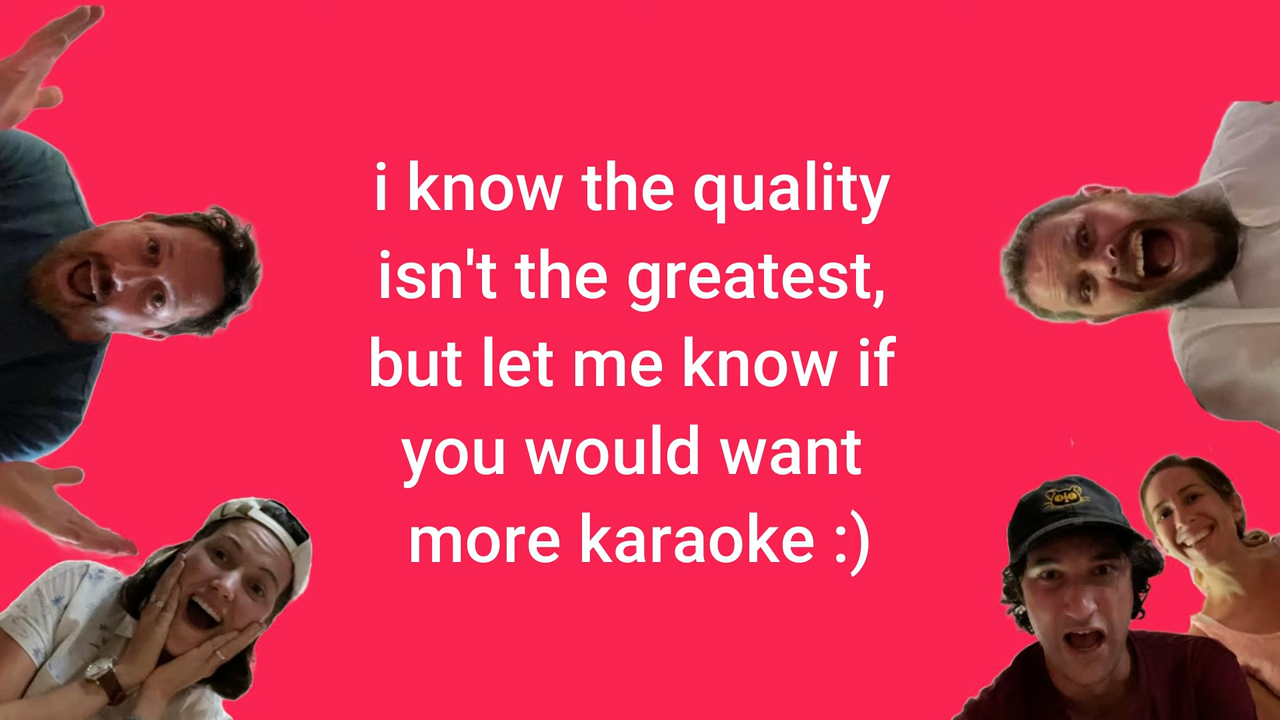 i know the quality
isn't the greatest,
but let me know if
you would want
more karaoke :)